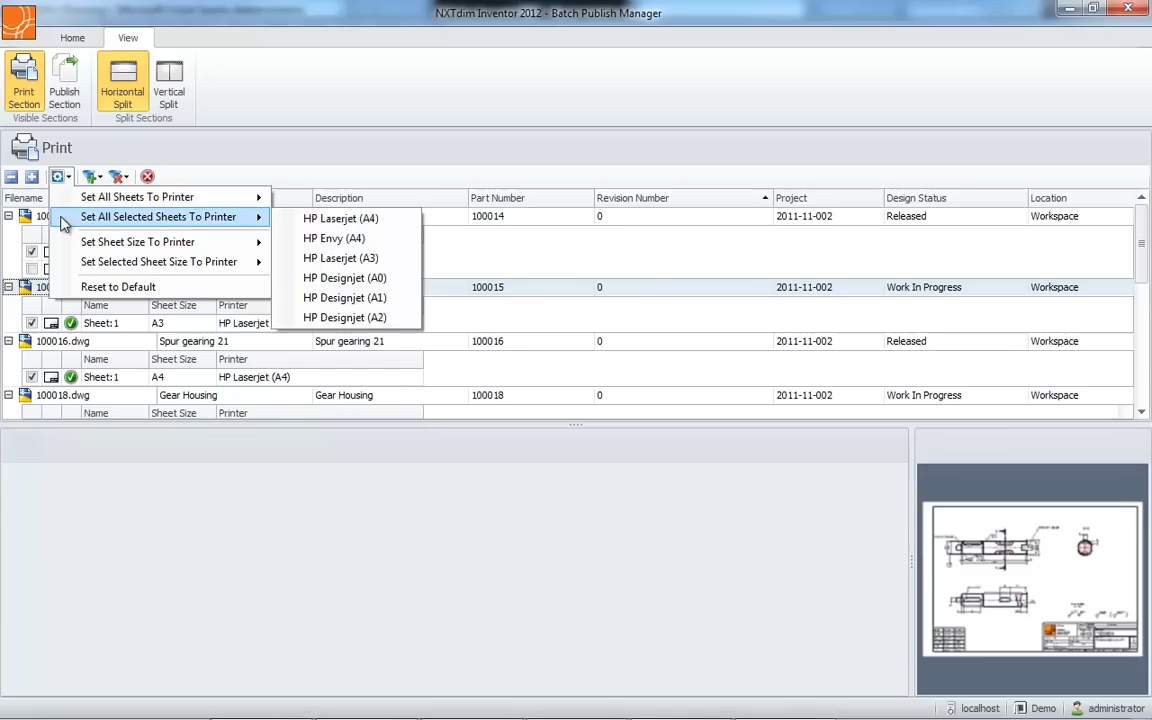 NXTdim Inventor 2012 - Batch Publish Manager
Home View
Print Section Publish Section Horizontal Split Vertical Split
Visible Sections Split Sections
Print
Set All Sheets To Printer
Set All Selected Sheets To Printer
Set Sheet Size To Printer
Set Selected Sheet Size To Printer
Reset to Default
HP Laserjet (A4)
HP Envy (A4)
HP Laserjet (A3)
HP Designjet (A0)
HP Designjet (A1)
HP Designjet (A2)
Filename Description Part Number Revision Number Project Design Status Location
100 100014 0 2011-11-002 Released Workspace
100 100015 0 Work In Progress Workspace
Name Sheet Size Printer
Sheet:1 A3 HP Laserjet
100016.dwg Spur gearing 21 Spur gearing 21 100016 0 2011-11-002 Released Workspace
Name Sheet Size Printer
Sheet:1 A4 HP Laserjet (A4)
100018.dwg Gear Housing Gear Housing 100018 0 2011-11-002 Work In Progress Workspace
Name Sheet Size Printer
localhost Demo administrator